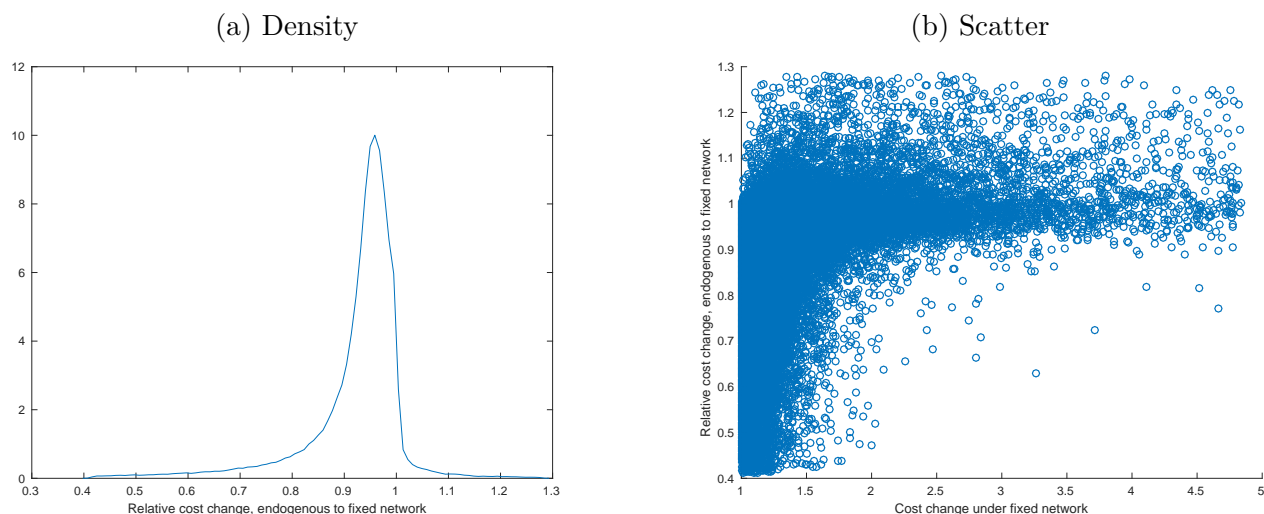 (a) Density
12
10
8
6
4
2
0
0.3 0.4 0.5 0.6 0.7 0.8 0.9 1 1.1 1.2 1.3
Relative cost change, endogenous to fixed network
(b) Scatter
Relative cost change, endogenous to fixed network
1.3
1.2
1.1
1
0.9
0.8
0.7
0.6
0.5
0.4
1 1.5 2 2.5 3 3.5 4 4.5 5
Cost change under fixed network